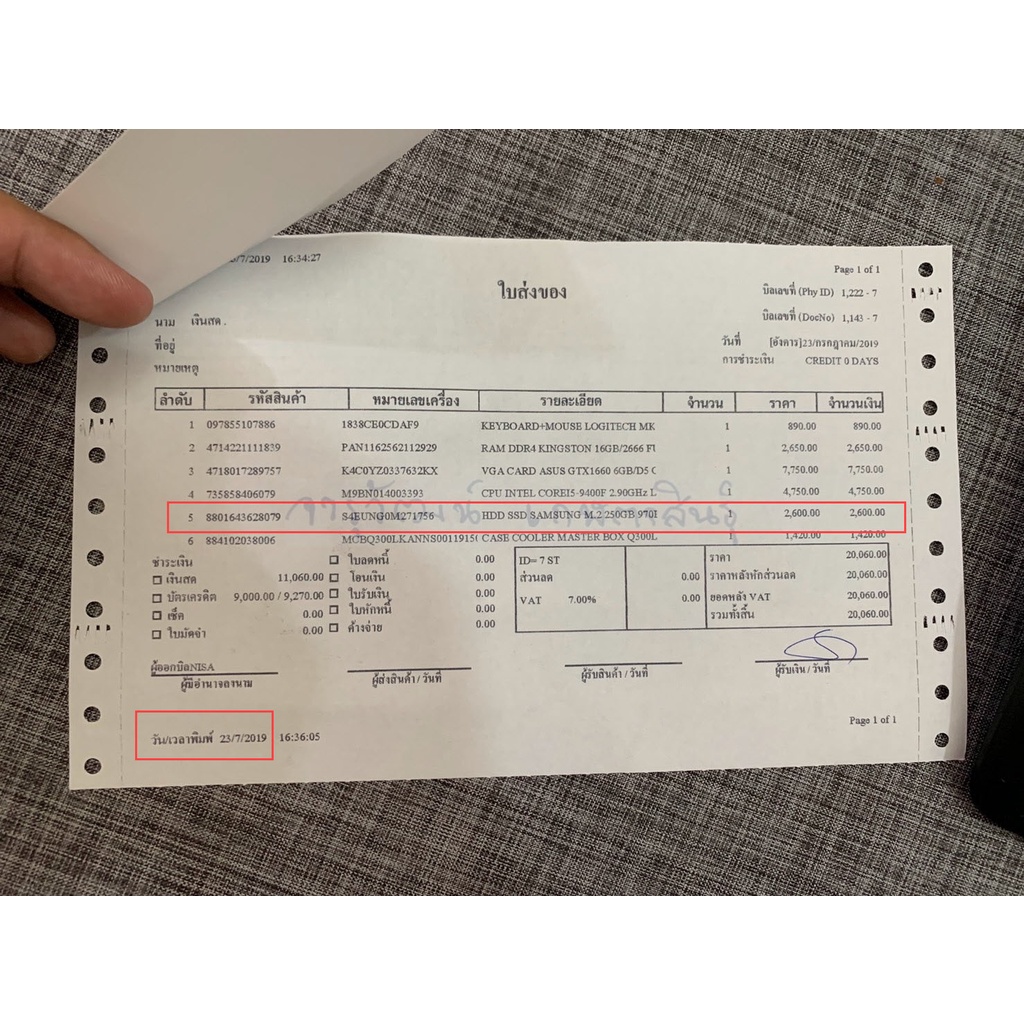 /7/2019 16:34:27
Page 1 of 1
ใบส่งของ
บิลเลขที่ (Phy ID) 1,222 - 7
บิลเลขที่ (DocNo) 1,143 - 7
นาม เงินสด .
ที่อยู่
วันที่ [อังคาร]23/กรกฎาคม/2019
หมายเหตุ
การชำระเงิน CREDIT 0 DAYS
ลำดับ รหัสสินค้า หมายเลขเครื่อง รายละเอียด จำนวน ราคา จำนวนเงิน
1 097855107886 1838CE0CDAF9 KEYBOARD+MOUSE LOGITECH MK 1 890.00 890.00
2 4714221111839 PAN1162562112929 RAM DDR4 KINGSTON 16GB/2666 FU 1 2,650.00 2,650.00
3 4718017289757 K4C0YZ0337632KX VGA CARD ASUS GTX1660 6GB/D5 1 7,750.00 7,750.00
4 735858406079 M9BN014003393 CPU INTEL COREI5-9400F 2.90GHz L 1 4,750.00 4,750.00
5 8801643628079 S4EUNG0M271756 HDD SSD SAMSUNG M.2 250GB 970 1 2,600.00 2,600.00
6 884102038006 MCBQ300LKANNS0011915 CASE COOLER MASTER BOX Q300L 1 1,420.00 1,420.00
ชำระเงิน ใบลดหนี้ 0.00 ID= 7 ST ราคา 20,060.00
เงินสด 11,060.00 โอนเงิน 0.00 ส่วนลด 0.00 ราคาหลังหักส่วนลด 20,060.00
บัตรเครดิต 9,000.00 / 9,270.00 ใบรับเงิน 0.00 VAT 7.00% 0.00 ยอดหลัง VAT 20,060.00
เช็ค 0.00 ใบหักหนี้ 0.00 รวมทั้งสิ้น 20,060.00
ใบมัดจำ 0.00 ค้างจ่าย 0.00
ผู้ออกบิลNISA
ผู้มีอำนาจลงนาม ผู้ส่งสินค้า / วันที่ ผู้รับสินค้า / วันที่ ผู้รับเงิน / วันที่
Page 1 of 1
วัน/เวลาพิมพ์ 23/7/2019 16:36:05